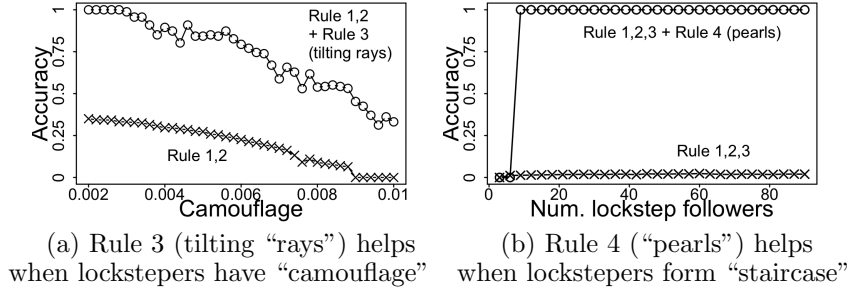 1
0.75
0.5
0.25
0
Accuracy
Rule 1,2
+ Rule 3
(tilting rays)
Rule 1,2
0.002 0.004 0.006 0.008 0.01
Camouflage
(a) Rule 3 (tilting “rays”) helps
when locksteppers have “camouflage”
1
0.75
0.5
0.25
0
Accuracy
Rule 1,2,3 + Rule 4 (pearls)
Rule 1,2,3
0 20 40 60 80
Num. lockstep followers
(b) Rule 4 (“pearls”) helps
when lockstepers form “staircase”